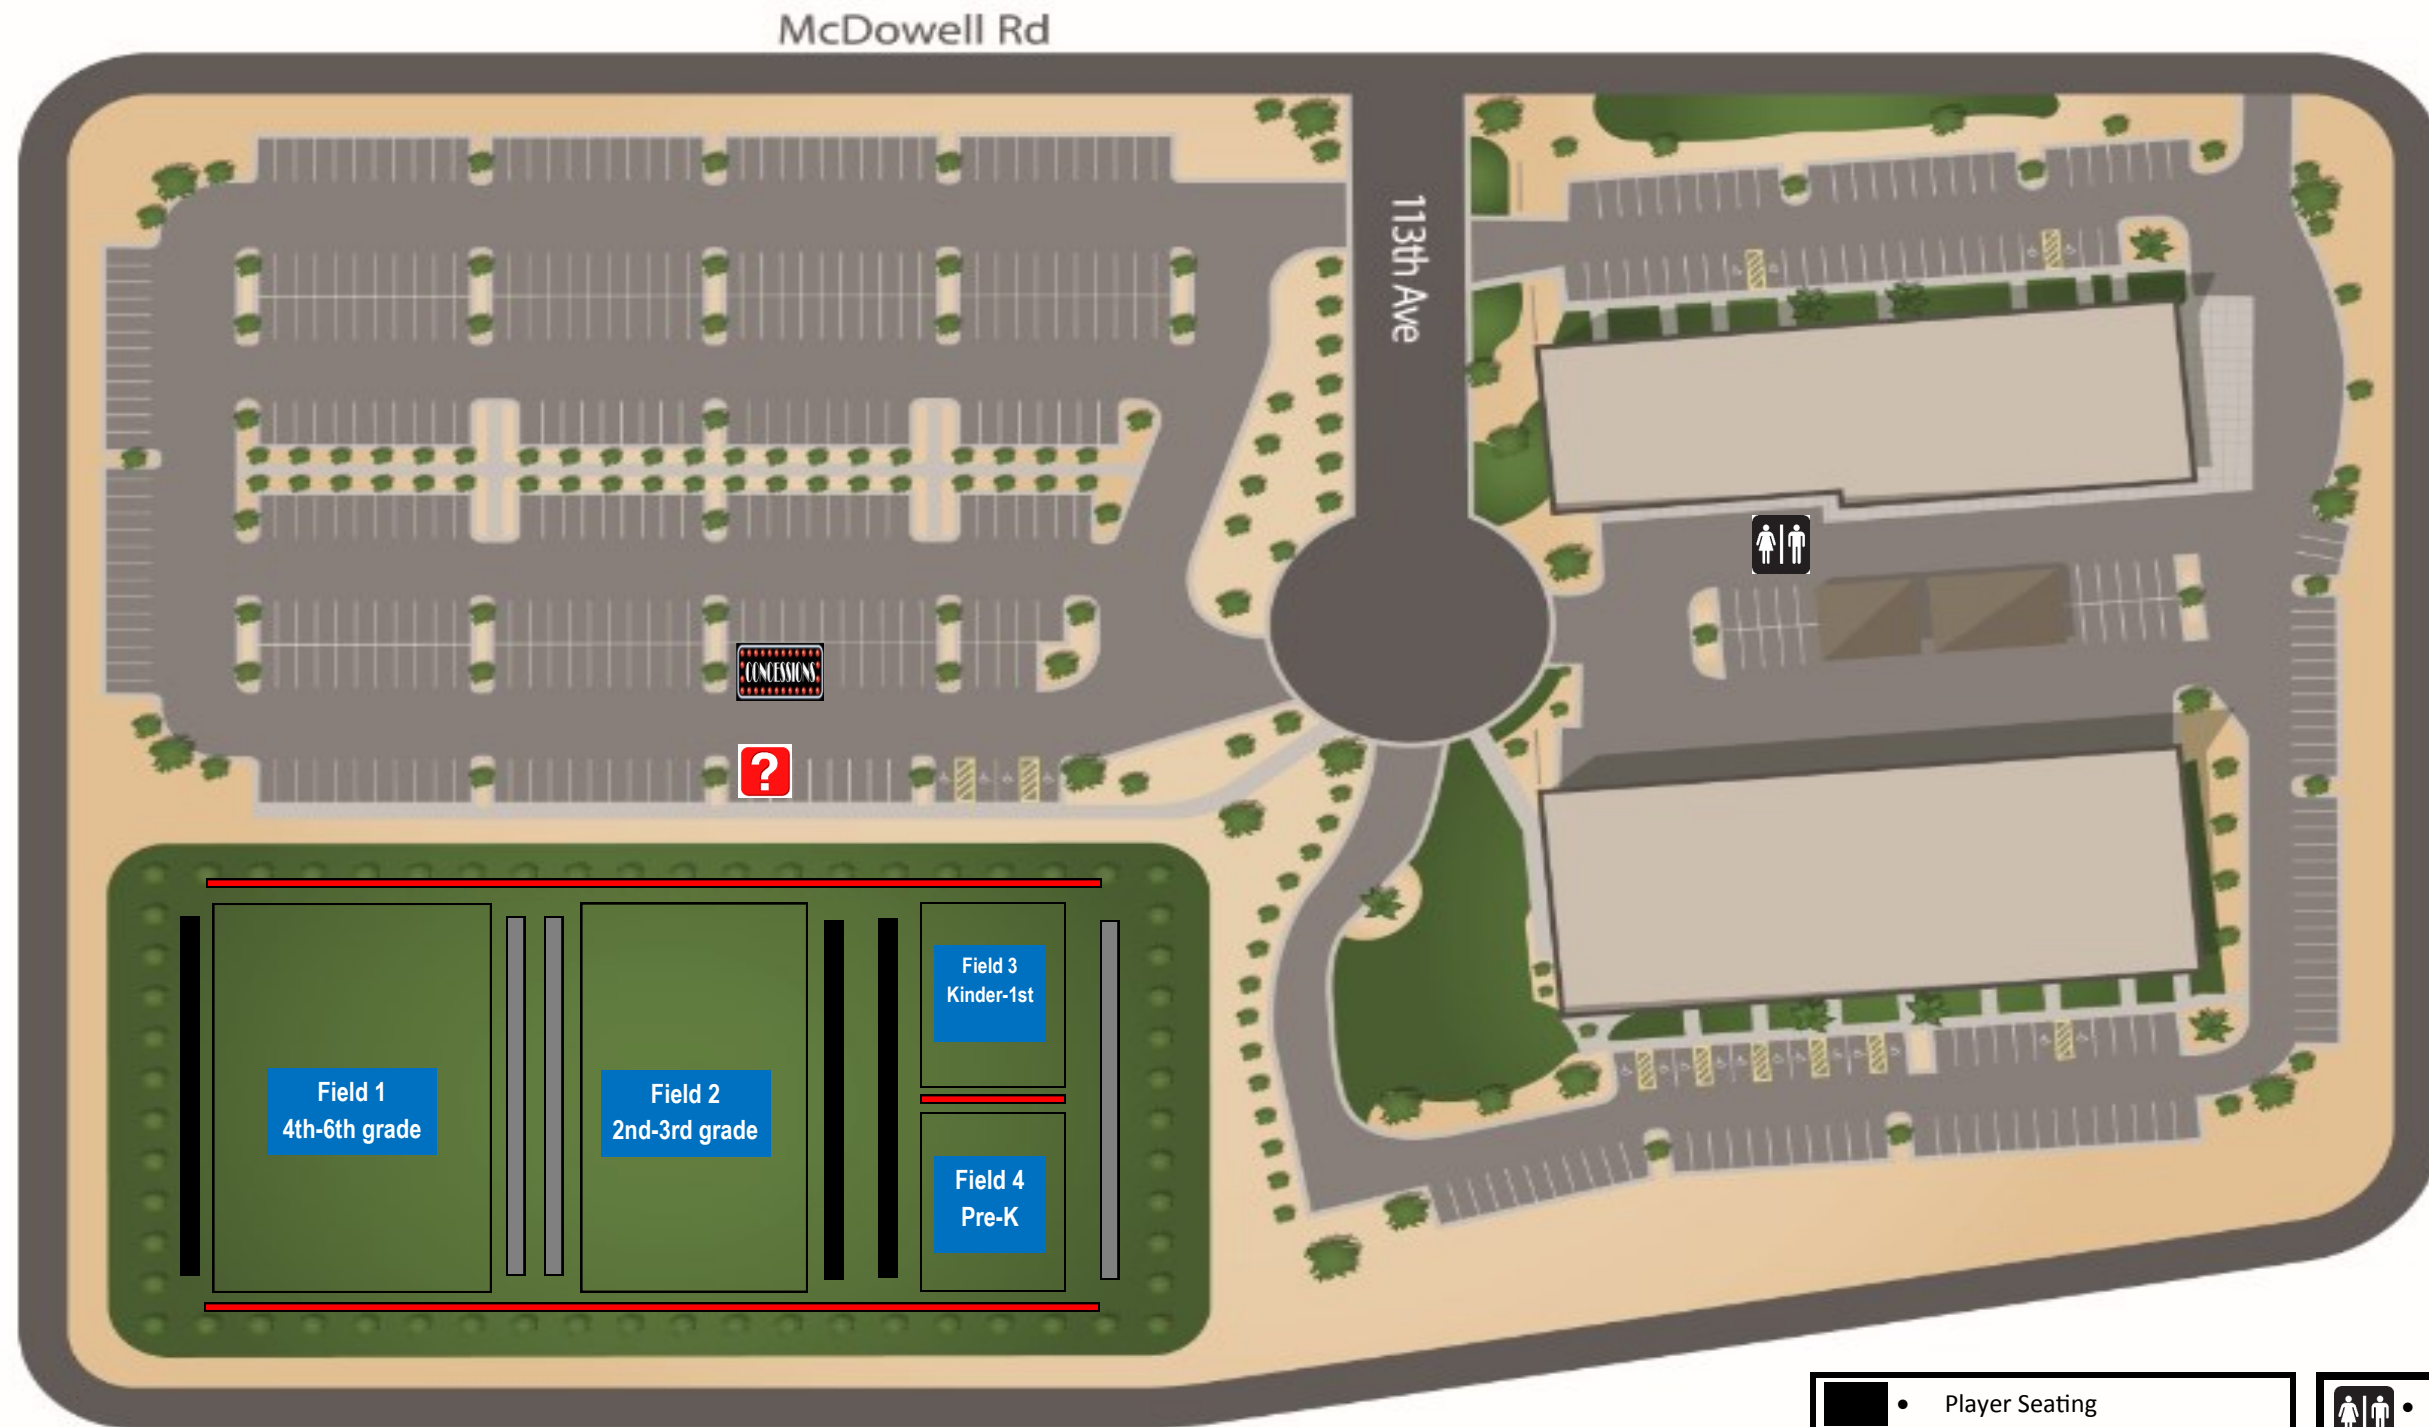 McDowell Rd
113th Ave
CONCESSIONS
?
Field 1
4th-6th grade
Field 2
2nd-3rd grade
Field 3
Kinder-1st
Field 4
Pre-K
• Player Seating
•